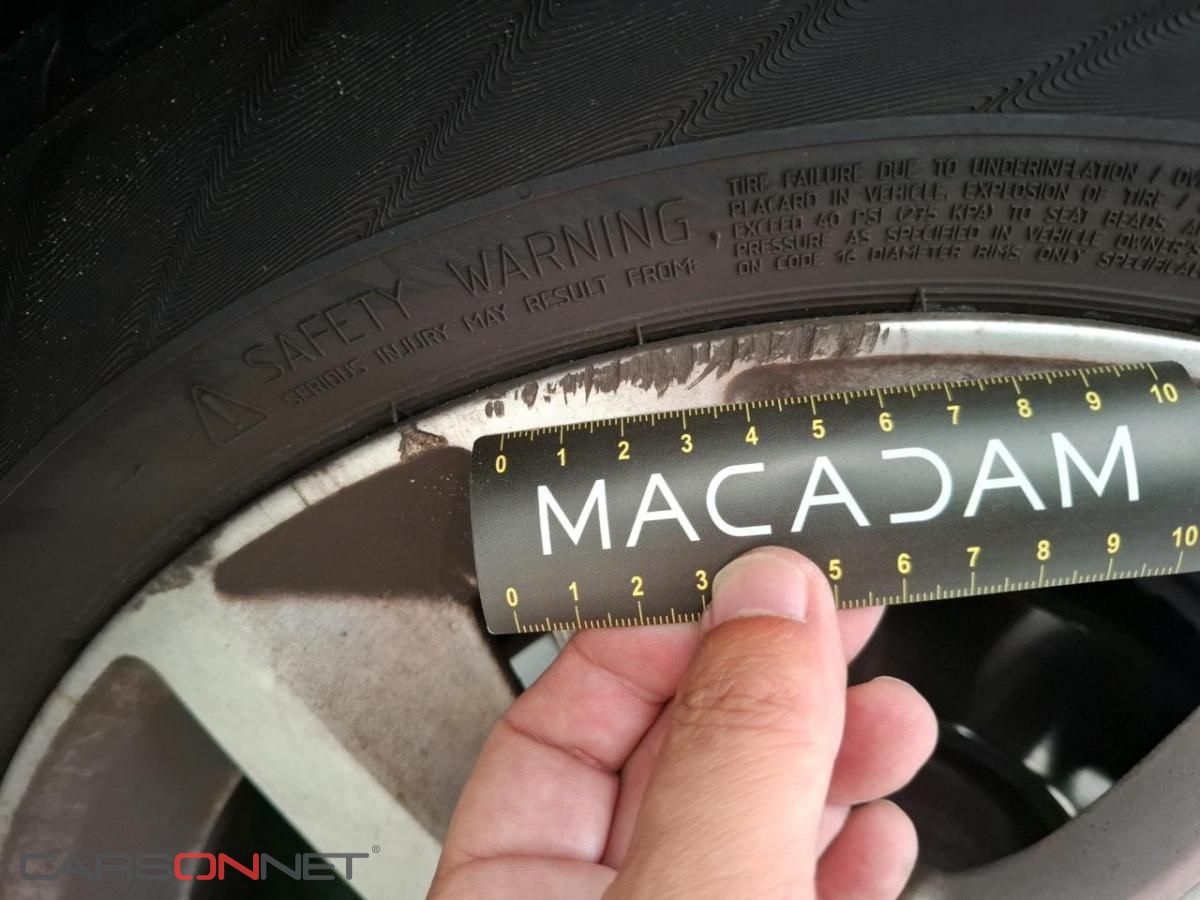 TIRE FAILURE DUE TO UNDERINFLATION /
PLACARD IN VEHICLE. EXPLOSION OF TIRE /
EXCEED 40 PSI (275 KPA) TO SEAT BEADS.
PRESSURE AS SPECIFIED IN VEHICLE OWNER'S
ON CODE 16 DIAMETER RIMS. ONLY
SAFETY WARNING
SERIOUS INJURY MAY RESULT FROM:
0 1 2 3 4 5 6 7 8 9 10
MACADAM
0 1 2 3 5 6 7 8 9 10
CARSONNET®